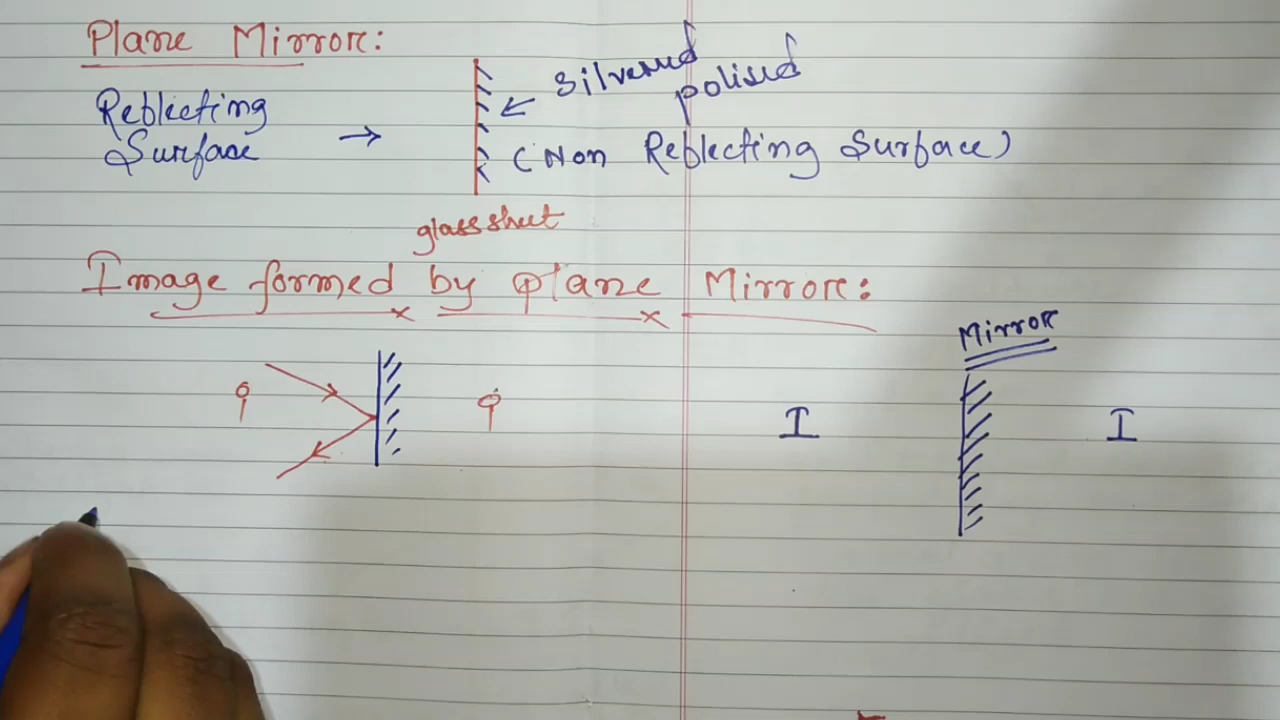 Plane Mirror:
Reflecting
Surface →
← Silvered
polised
(Non Reflecting Surface)
glass sheet
Image formed by plane Mirror:
Mirror
I I